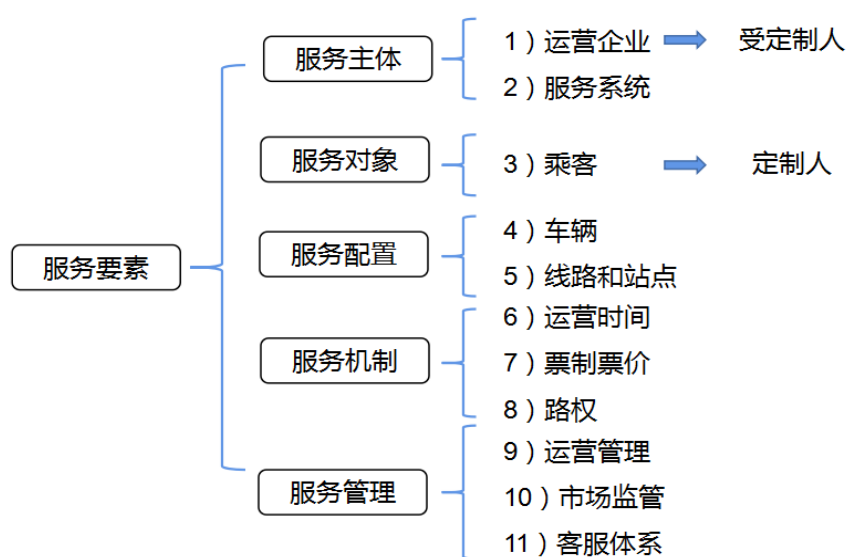 服务要素
服务主体
1）运营企业
受定制人
2）服务系统
服务对象
3）乘客
定制人
服务配置
4）车辆
5）线路和站点
服务机制
6）运营时间
7）票制票价
8）路权
服务管理
9）运营管理
10）市场监管
11）客服体系